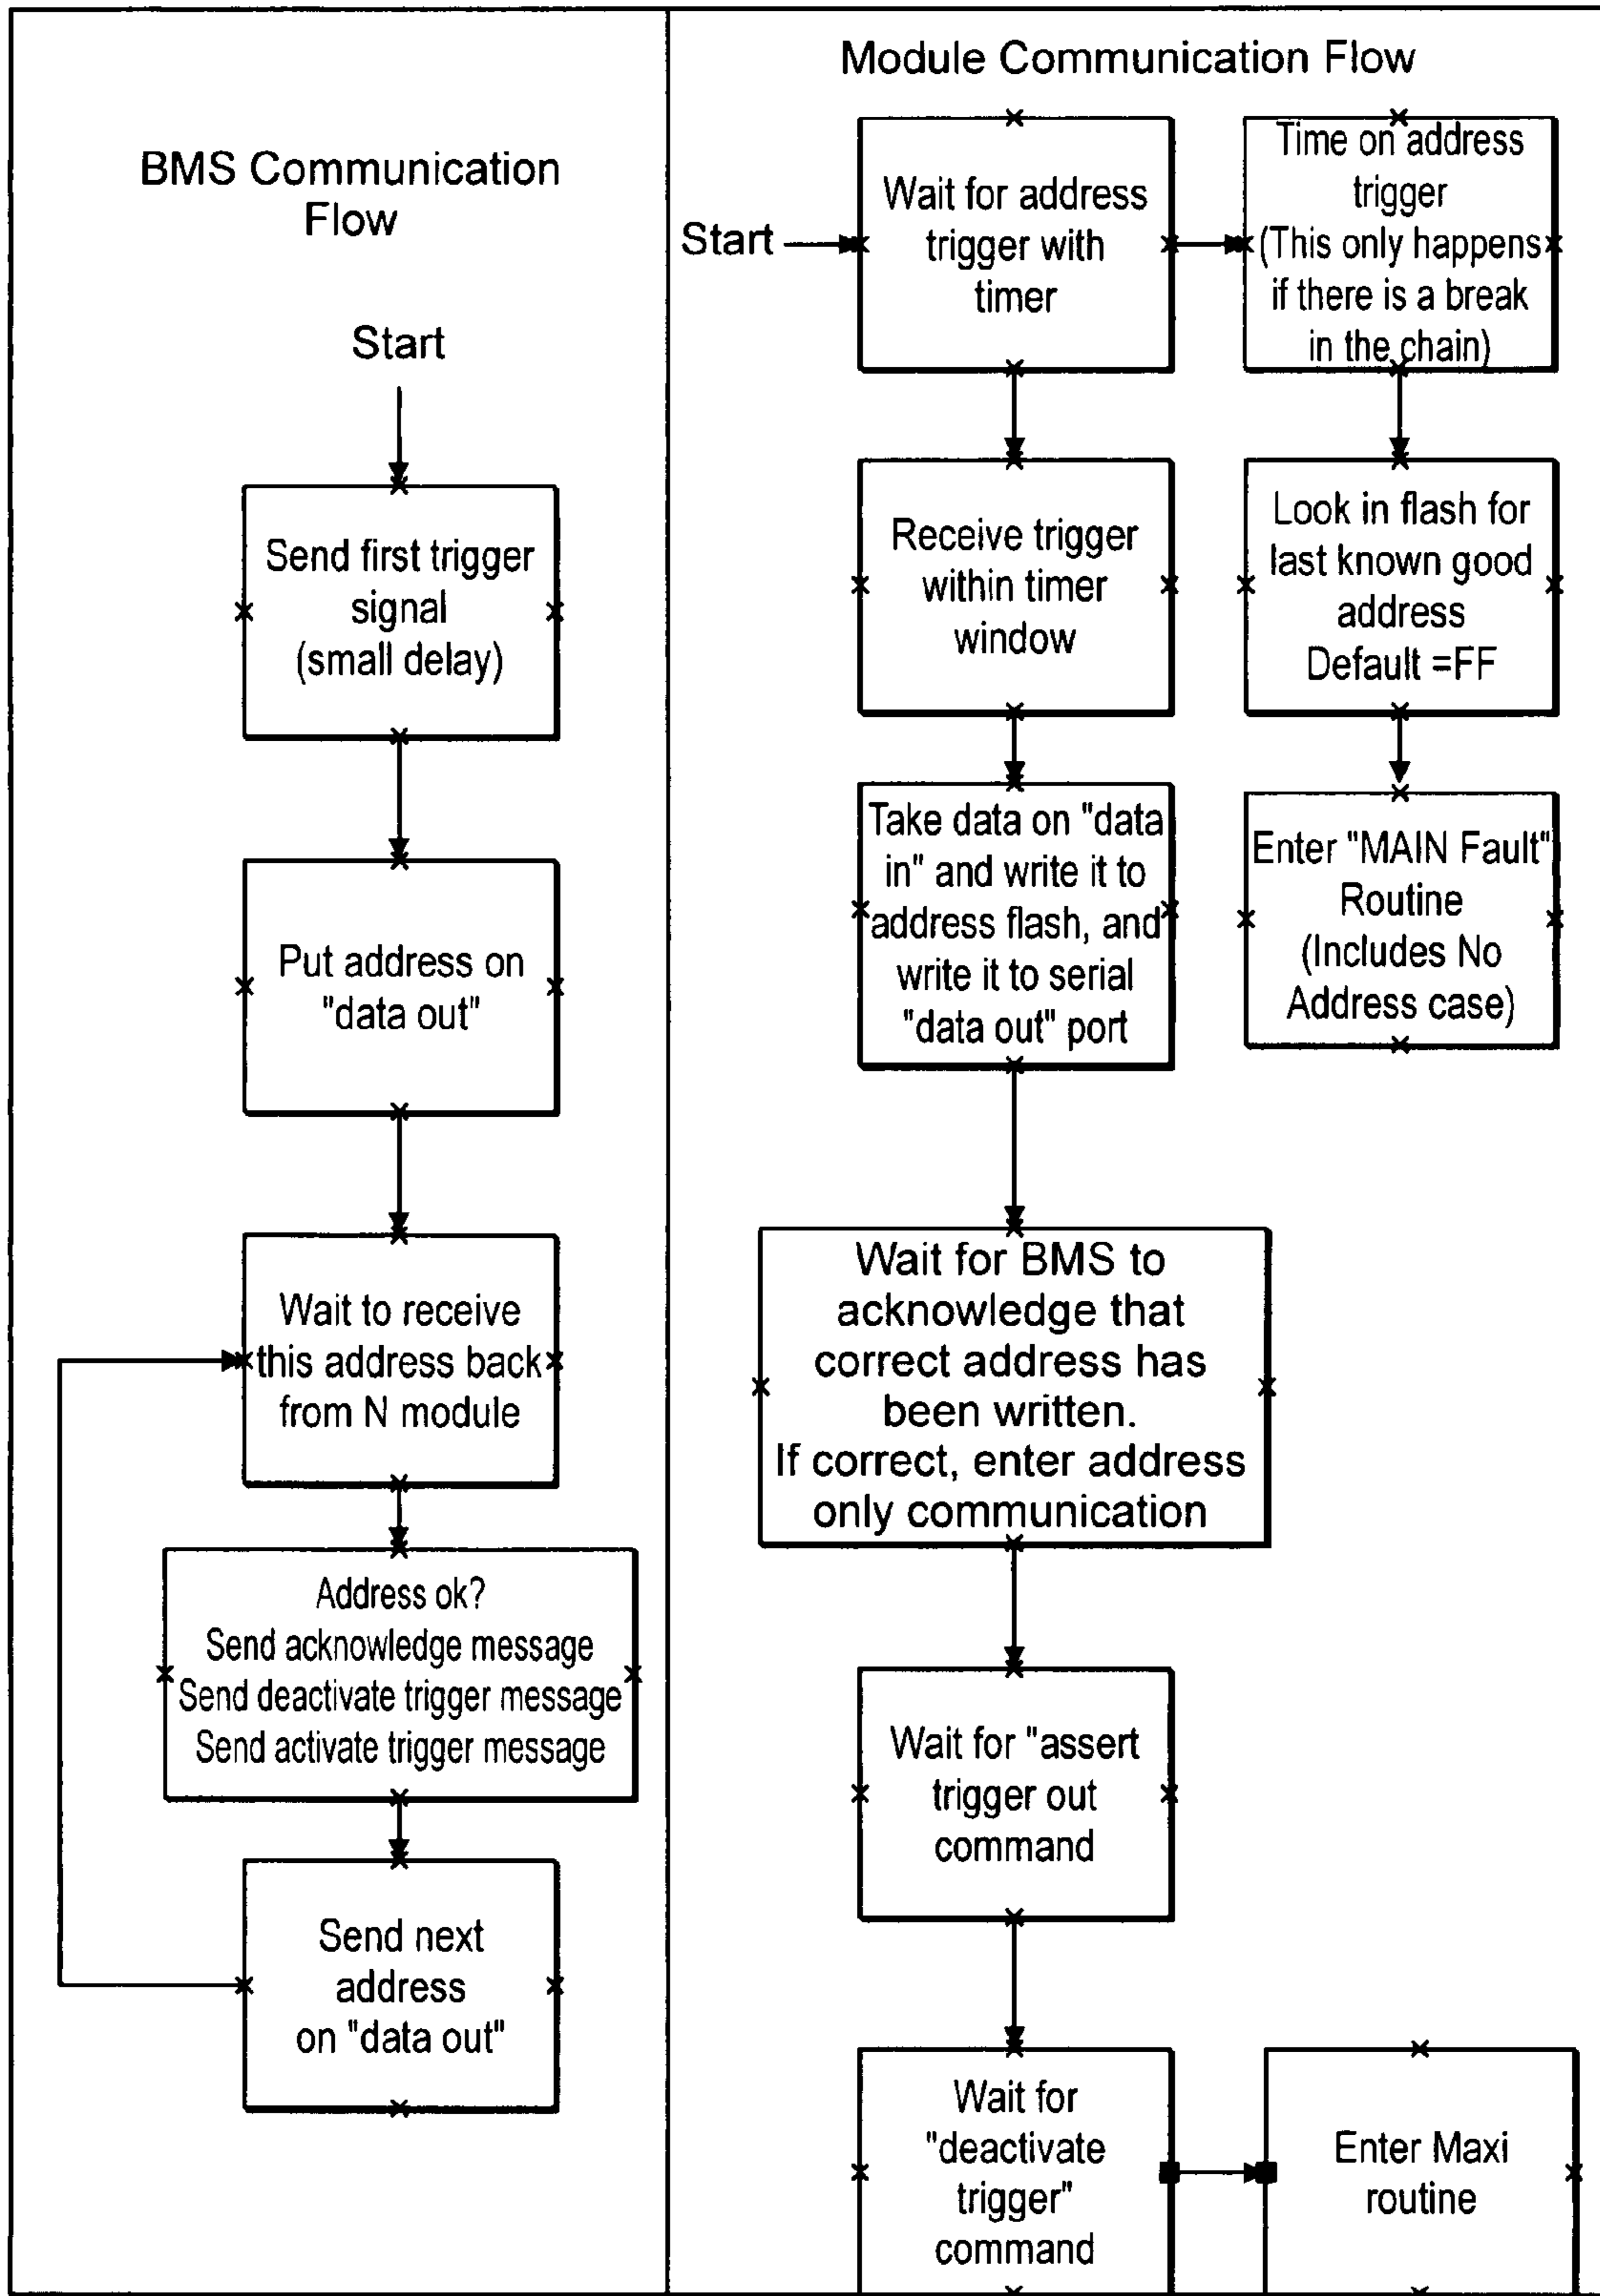 BMS Communication
Flow
Start
Send first trigger
signal
(small delay)
Put address on
"data out"
Wait to receive
this address back
from N module
Address ok?
Send acknowledge message
Send deactivate trigger message
Send activate trigger message
Send next
address
on "data out"
Module Communication Flow
Start
Wait for address
trigger with
timer
Time on address
trigger
(This only happens
if there is a break
in the chain)
Receive trigger
within timer
window
Look in flash for
last known good
address
Default =FF
Take data on "data
in" and write it to
address flash, and
write it to serial
"data out" port
Enter "MAIN Fault"
Routine
(Includes No
Address case)
Wait for BMS to
acknowledge that
correct address has
been written.
If correct, enter address
only communication
Wait for "assert
trigger out
command
Wait for
"deactivate
trigger"
command
Enter Maxi
routine